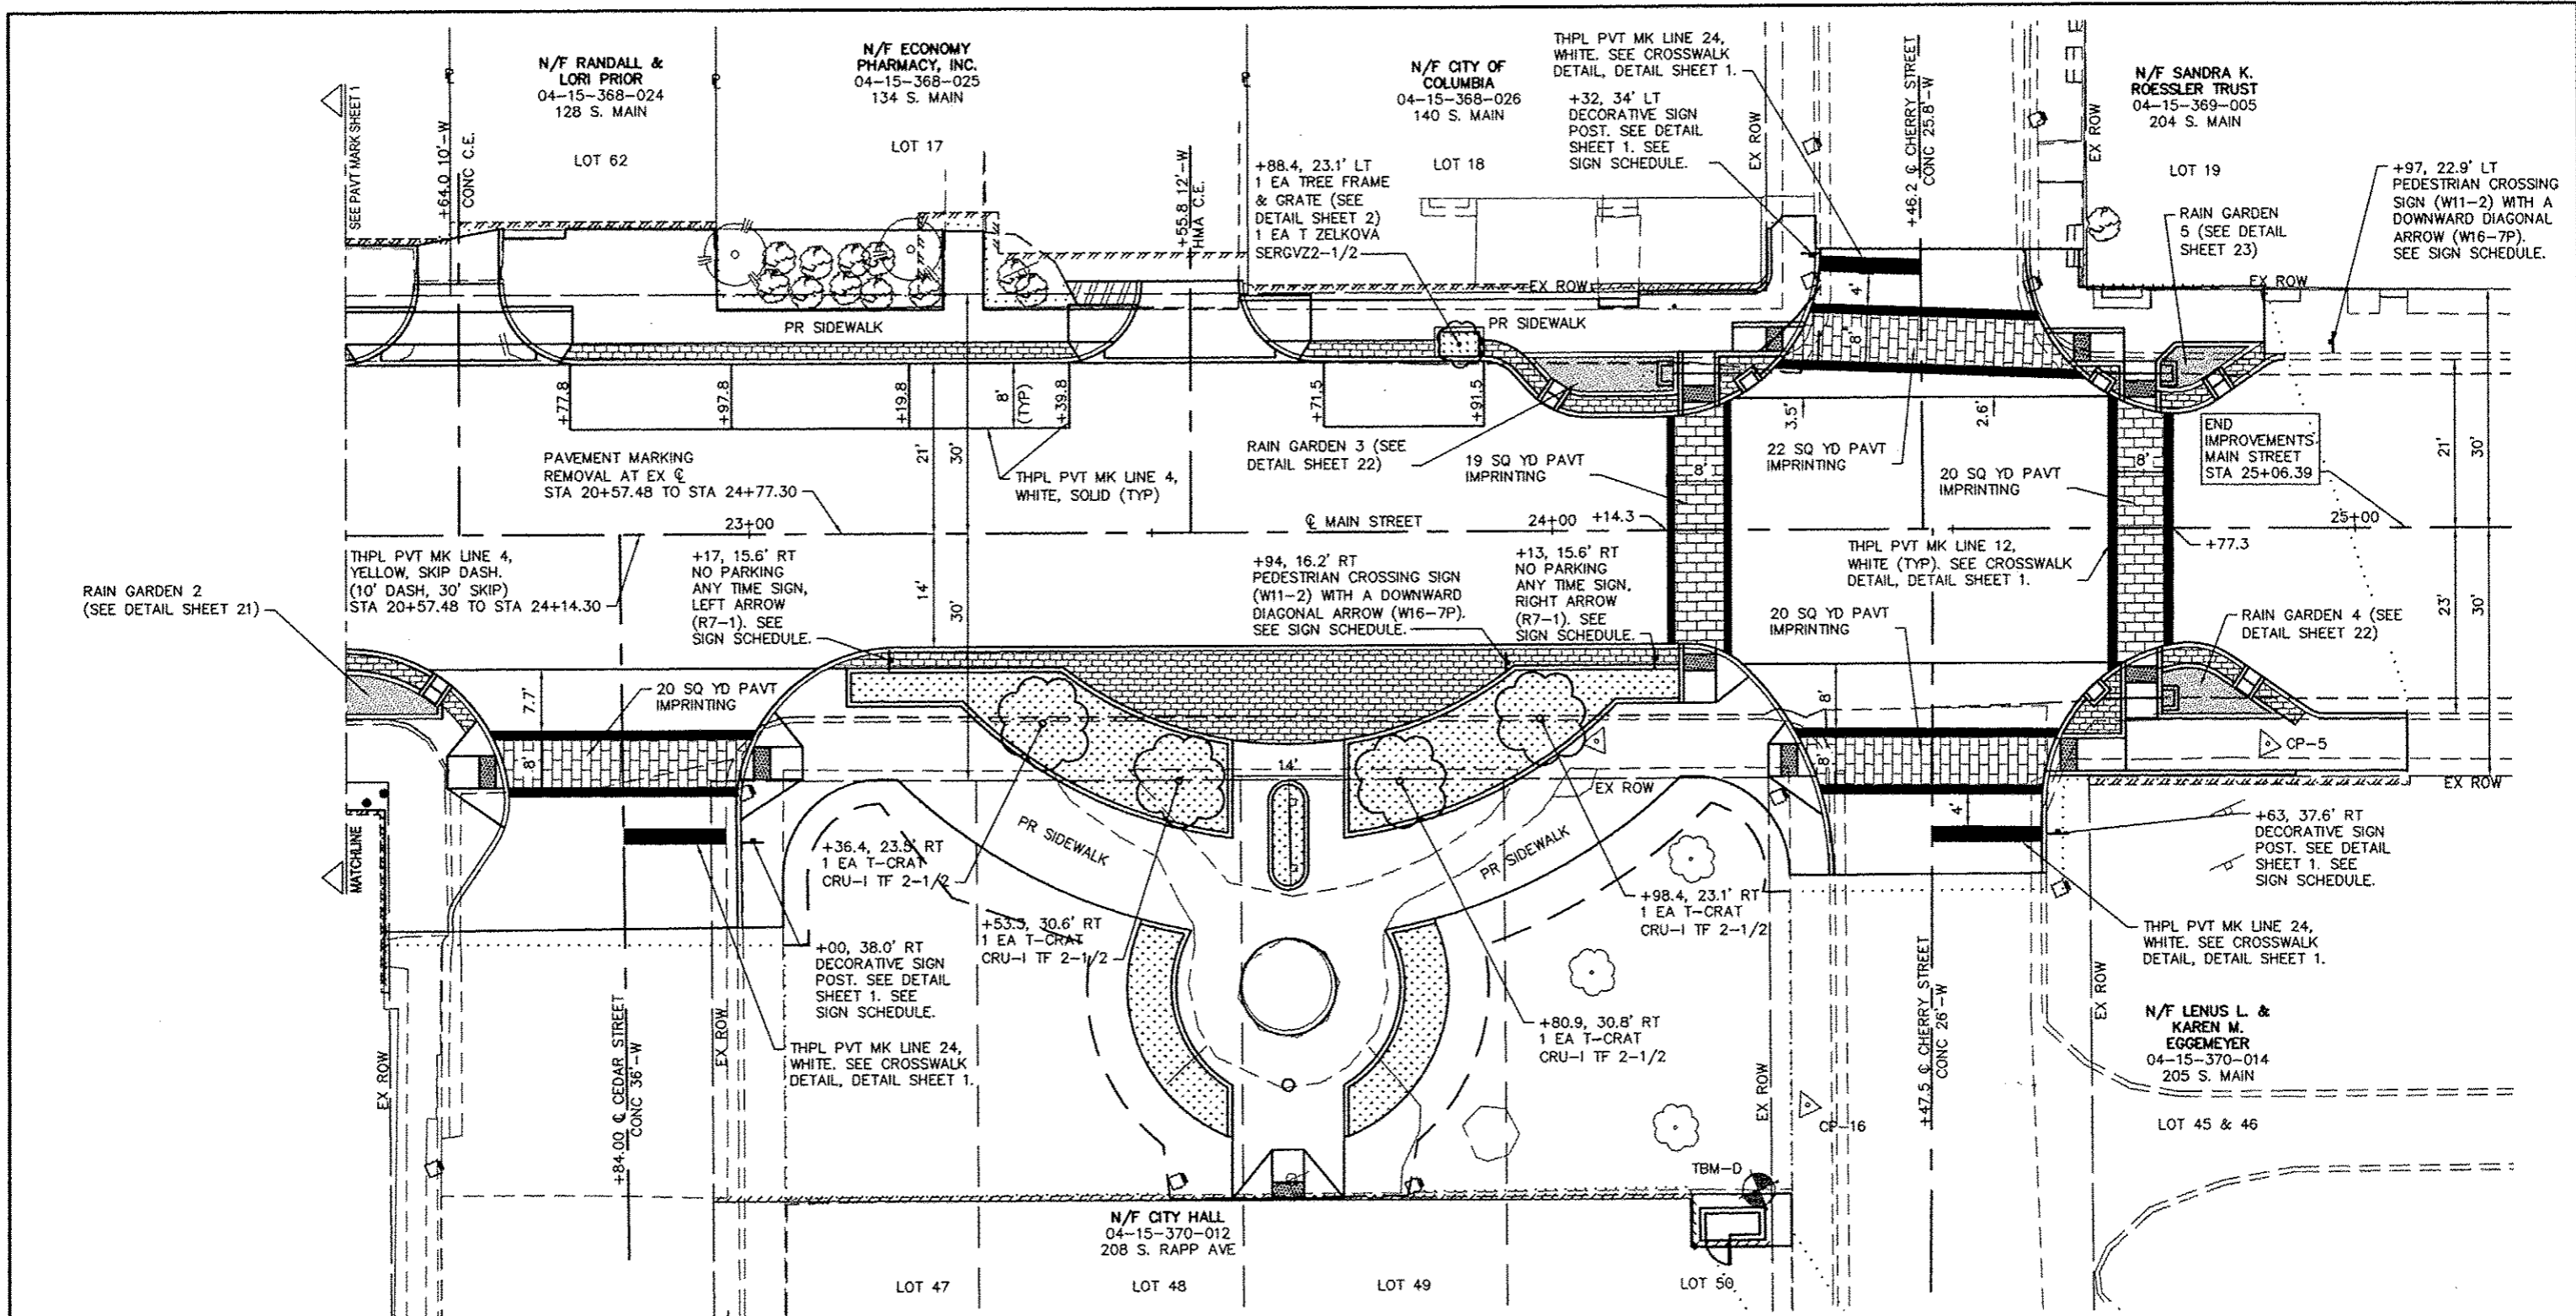 SEE PAVT MARK SHEET 1
+64.0 10'-W
CONC C.E.
N/F RANDALL &
LORI PRIOR
04-15-368-024
128 S. MAIN
LOT 62
N/F ECONOMY
PHARMACY, INC.
04-15-368-025
134 S. MAIN
LOT 17
+55.8 12'-W
HMA C.E.
+88.4, 23.1' LT
1 EA TREE FRAME
& GRATE (SEE
DETAIL SHEET 2)
1 EA T ZELKOVA
SERGVZ2-1/2
N/F CITY OF
COLUMBIA
04-15-368-026
140 S. MAIN
LOT 18
THPL PVT MK LINE 24,
WHITE. SEE CROSSWALK
DETAIL, DETAIL SHEET 1.
+32, 34' LT
DECORATIVE SIGN
POST. SEE DETAIL
SHEET 1. SEE
SIGN SCHEDULE.
EX ROW
+46.2 ℄ CHERRY STREET
CONC 25.8'-W
EX ROW
N/F SANDRA K.
ROESSLER TRUST
04-15-369-005
204 S. MAIN
LOT 19
RAIN GARDEN
5 (SEE DETAIL
SHEET 23)
+97, 22.9' LT
PEDESTRIAN CROSSING
SIGN (W11-2) WITH A
DOWNWARD DIAGONAL
ARROW (W16-7P).
SEE SIGN SCHEDULE.
EX ROW
EX ROW
4'
8'
PR SIDEWALK
PR SIDEWALK
+77.8
+97.8
+19.8
8'
(TYP)
+39.8
+71.5
+91.5
3.5'
2.6'
PAVEMENT MARKING
REMOVAL AT EX ℄
STA 20+57.48 TO STA 24+77.30
21'
30'
THPL PVT MK LINE 4,
WHITE, SOLID (TYP)
RAIN GARDEN 3 (SEE
DETAIL SHEET 22)
19 SQ YD PAVT
IMPRINTING
8'
22 SQ YD PAVT
IMPRINTING
20 SQ YD PAVT
IMPRINTING
8'
END
IMPROVEMENTS
MAIN STREET
STA 25+06.39
21'
30'
23+00
℄ MAIN STREET
24+00
+14.3
25+00
+77.3
THPL PVT MK LINE 4,
YELLOW, SKIP DASH.
(10' DASH, 30' SKIP)
STA 20+57.48 TO STA 24+14.30
RAIN GARDEN 2
(SEE DETAIL SHEET 21)
+17, 15.6' RT
NO PARKING
ANY TIME SIGN,
LEFT ARROW
(R7-1). SEE
SIGN SCHEDULE.
14'
30'
+94, 16.2' RT
PEDESTRIAN CROSSING SIGN
(W11-2) WITH A DOWNWARD
DIAGONAL ARROW (W16-7P).
SEE SIGN SCHEDULE.
+13, 15.6' RT
NO PARKING
ANY TIME SIGN,
RIGHT ARROW
(R7-1). SEE
SIGN SCHEDULE.
THPL PVT MK LINE 12,
WHITE (TYP). SEE CROSSWALK
DETAIL, DETAIL SHEET 1.
20 SQ YD PAVT
IMPRINTING
RAIN GARDEN 4 (SEE
DETAIL SHEET 22)
23'
30'
7.7'
20 SQ YD PAVT
IMPRINTING
8'
8'
8'
4'
14'
CP-5
EX ROW
EX ROW
MATCHLINE
PR SIDEWALK
PR SIDEWALK
+36.4, 23.5' RT
1 EA T-CRAT
CRU-I TF 2-1/2
+53.5, 30.6' RT
1 EA T-CRAT
CRU-I TF 2-1/2
+98.4, 23.1' RT
1 EA T-CRAT
CRU-I TF 2-1/2
+80.9, 30.8' RT
1 EA T-CRAT
CRU-I TF 2-1/2
+63, 37.6' RT
DECORATIVE SIGN
POST. SEE DETAIL
SHEET 1. SEE
SIGN SCHEDULE.
THPL PVT MK LINE 24,
WHITE. SEE CROSSWALK
DETAIL, DETAIL SHEET 1.
+00, 38.0' RT
DECORATIVE SIGN
POST. SEE DETAIL
SHEET 1. SEE
SIGN SCHEDULE.
THPL PVT MK LINE 24,
WHITE. SEE CROSSWALK
DETAIL, DETAIL SHEET 1.
EX ROW
+84.00 ℄ CEDAR STREET
CONC 36'-W
EX ROW
EX ROW
+47.5 ℄ CHERRY STREET
CONC 26'-W
EX ROW
N/F LENUS L. &
KAREN M.
EGGEMEYER
04-15-370-014
205 S. MAIN
LOT 45 & 46
CP-16
TBM-D
N/F CITY HALL
04-15-370-012
208 S. RAPP AVE
LOT 47
LOT 48
LOT 49
LOT 50